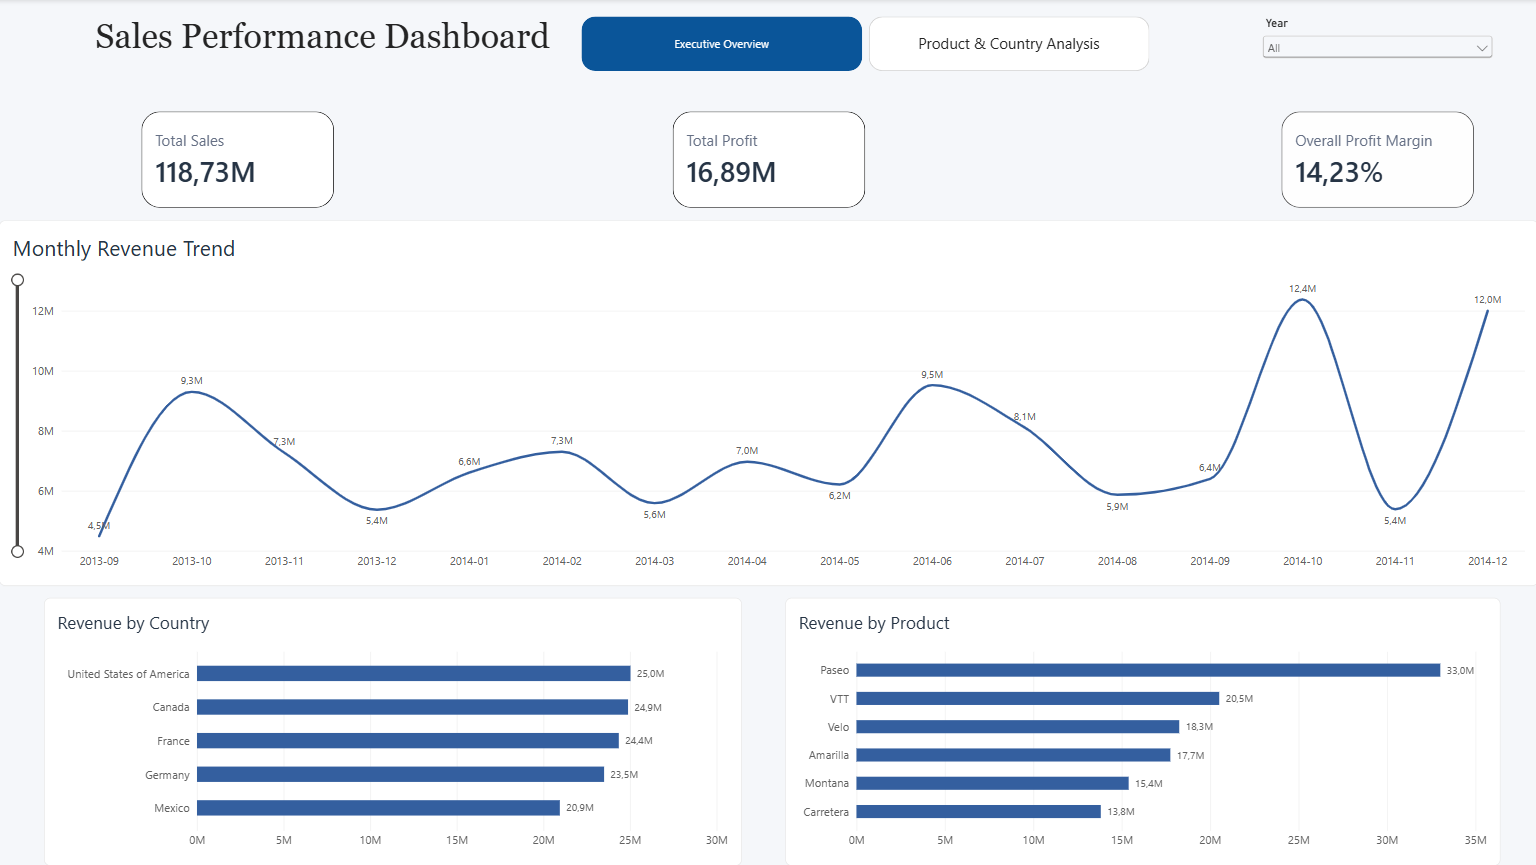 Sales Performance Dashboard
Executive Overview
Product & Country Analysis
Year
All
Total Sales
118,73M
Total Profit
16,89M
Overall Profit Margin
14,23%
Monthly Revenue Trend
12M
10M
8M
6M
4M
4,5M
9,3M
7,3M
5,4M
6,6M
7,3M
5,6M
7,0M
6,2M
9,5M
8,1M
5,9M
6,4M
12,4M
5,4M
12,0M
2013-09 2013-10 2013-11 2013-12 2014-01 2014-02 2014-03 2014-04 2014-05 2014-06 2014-07 2014-08 2014-09 2014-10 2014-11 2014-12
Revenue by Country
United States of America 25,0M
Canada 24,9M
France 24,4M
Germany 23,5M
Mexico 20,9M
0M 5M 10M 15M 20M 25M 30M
Revenue by Product
Paseo 33,0M
VTT 20,5M
Velo 18,3M
Amarilla 17,7M
Montana 15,4M
Carretera 13,8M
0M 5M 10M 15M 20M 25M 30M 35M